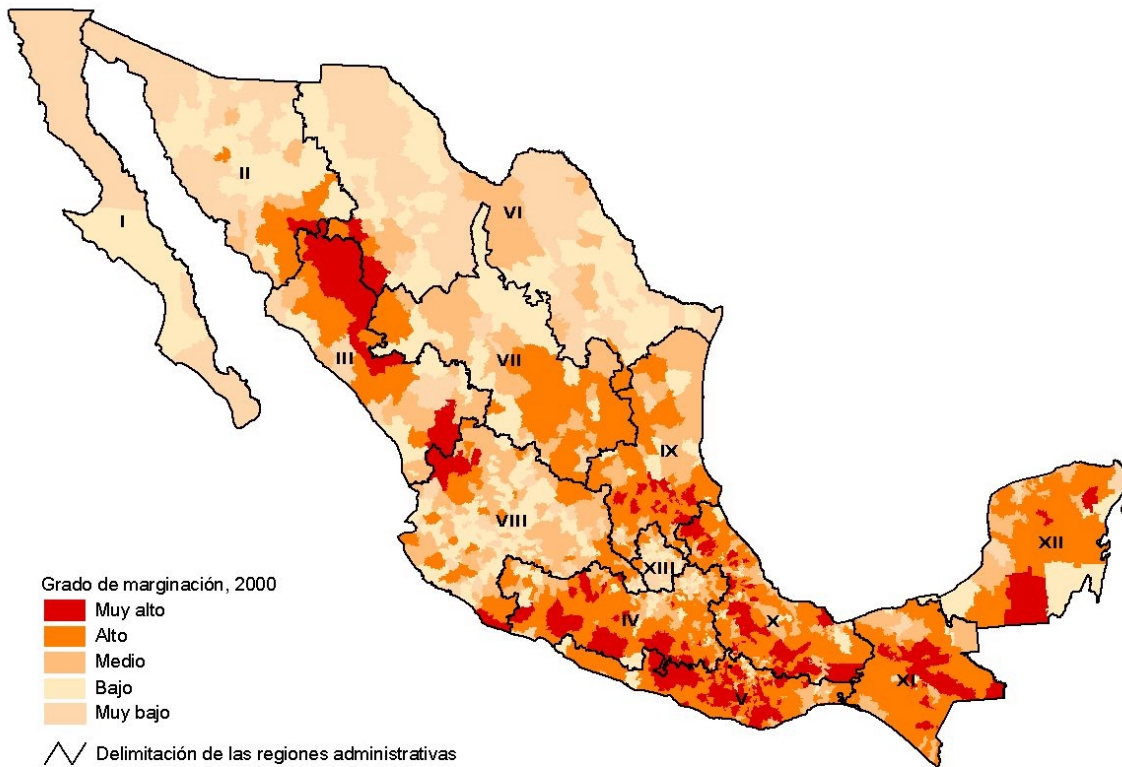 II
I
VI
III
VII
IX
VIII
XII
XIII
IV
X
XI
V
Grado de marginación, 2000
Muy alto
Alto
Medio
Bajo
Muy bajo
Delimitación de las regiones administrativas